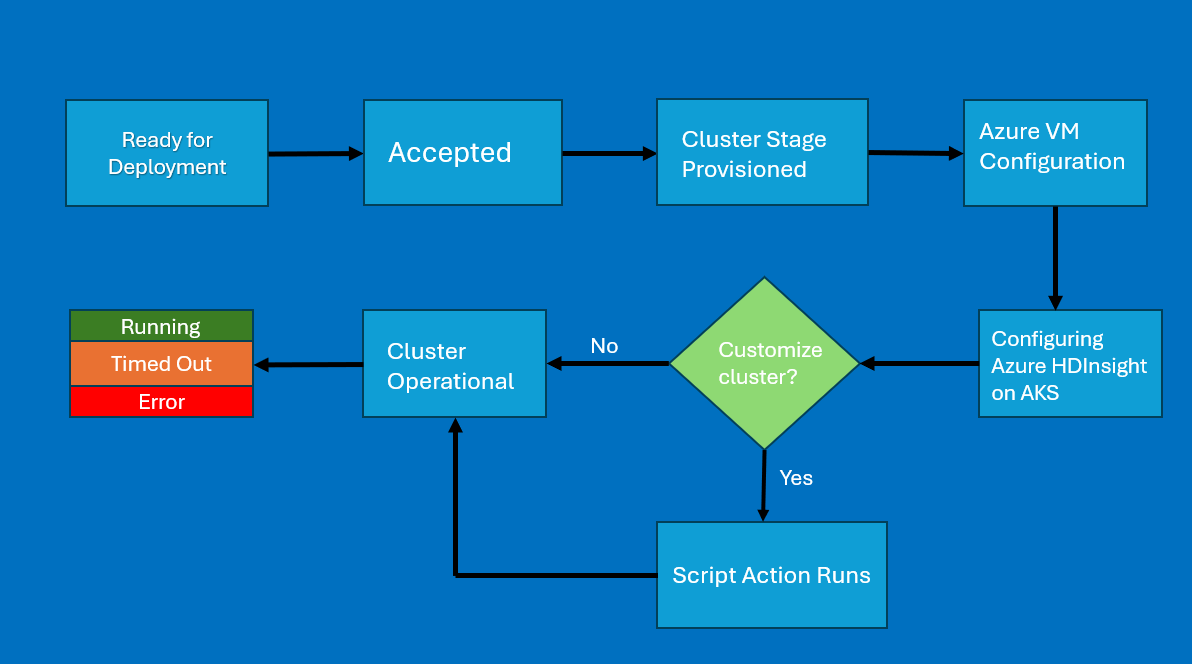 Ready for
Deployment
Accepted
Cluster Stage
Provisioned
Azure VM
Configuration
Configuring
Azure HDInsight
on AKS
Customize
cluster?
No
Yes
Cluster
Operational
Running
Timed Out
Error
Script Action Runs